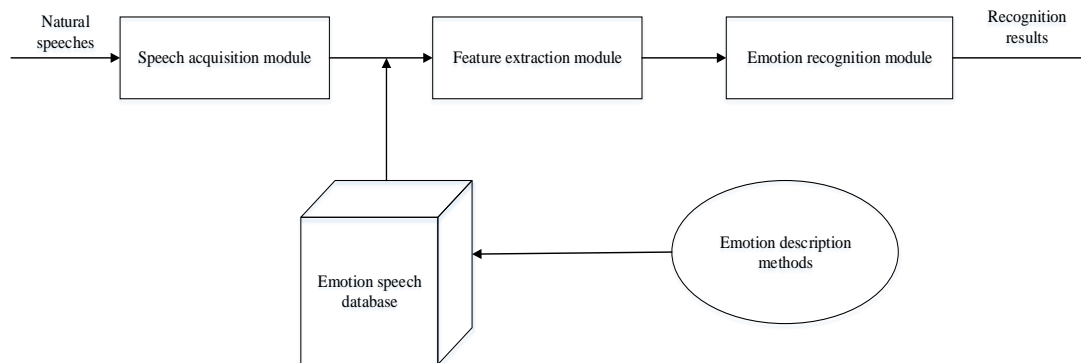 Natural
speeches
Speech acquisition module
Feature extraction module
Emotion recognition module
Recognition
results
Emotion speech
database
Emotion description
methods